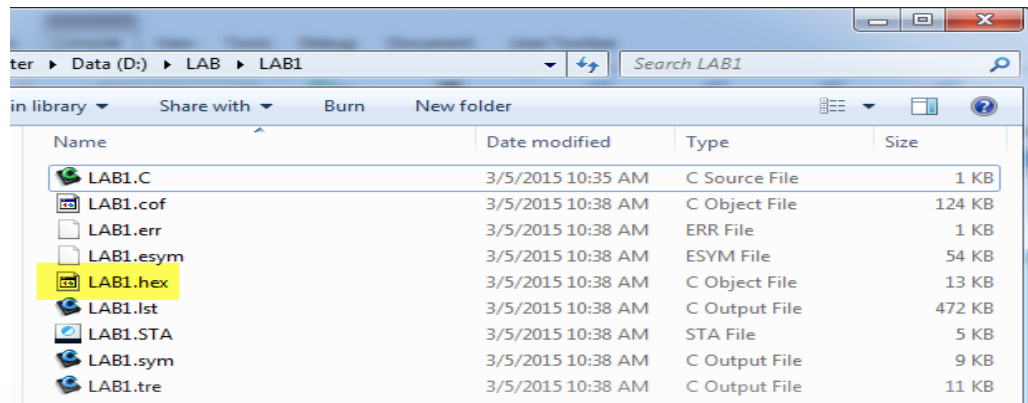 ter ▸ Data (D:) ▸ LAB ▸ LAB1 Search LAB1
in library Share with Burn New folder
Name Date modified Type Size
LAB1.C 3/5/2015 10:35 AM C Source File 1 KB
LAB1.cof 3/5/2015 10:38 AM C Object File 124 KB
LAB1.err 3/5/2015 10:38 AM ERR File 1 KB
LAB1.esym 3/5/2015 10:38 AM ESYM File 54 KB
LAB1.hex 3/5/2015 10:38 AM C Object File 13 KB
LAB1.lst 3/5/2015 10:38 AM C Output File 472 KB
LAB1.STA 3/5/2015 10:38 AM STA File 5 KB
LAB1.sym 3/5/2015 10:38 AM C Output File 9 KB
LAB1.tre 3/5/2015 10:38 AM C Output File 11 KB